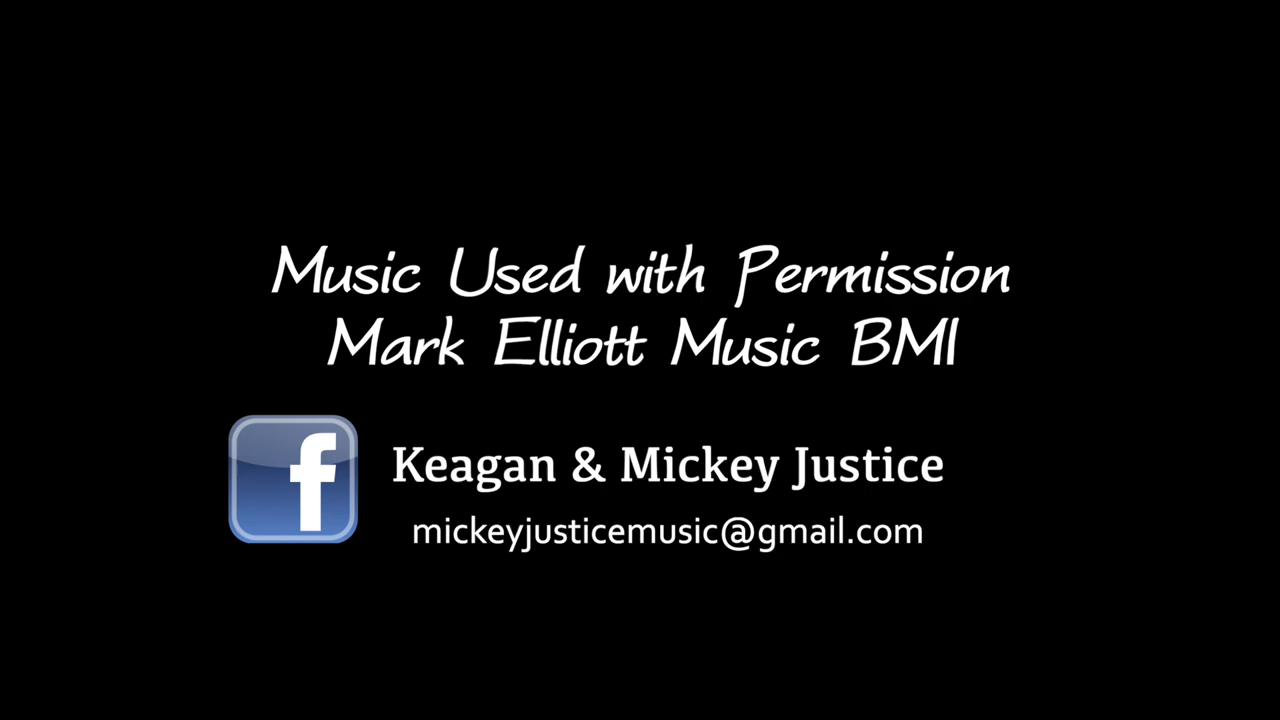 Music Used with Permission
Mark Elliott Music BMI
f
Keagan & Mickey Justice
mickeyjusticemusic@gmail.com